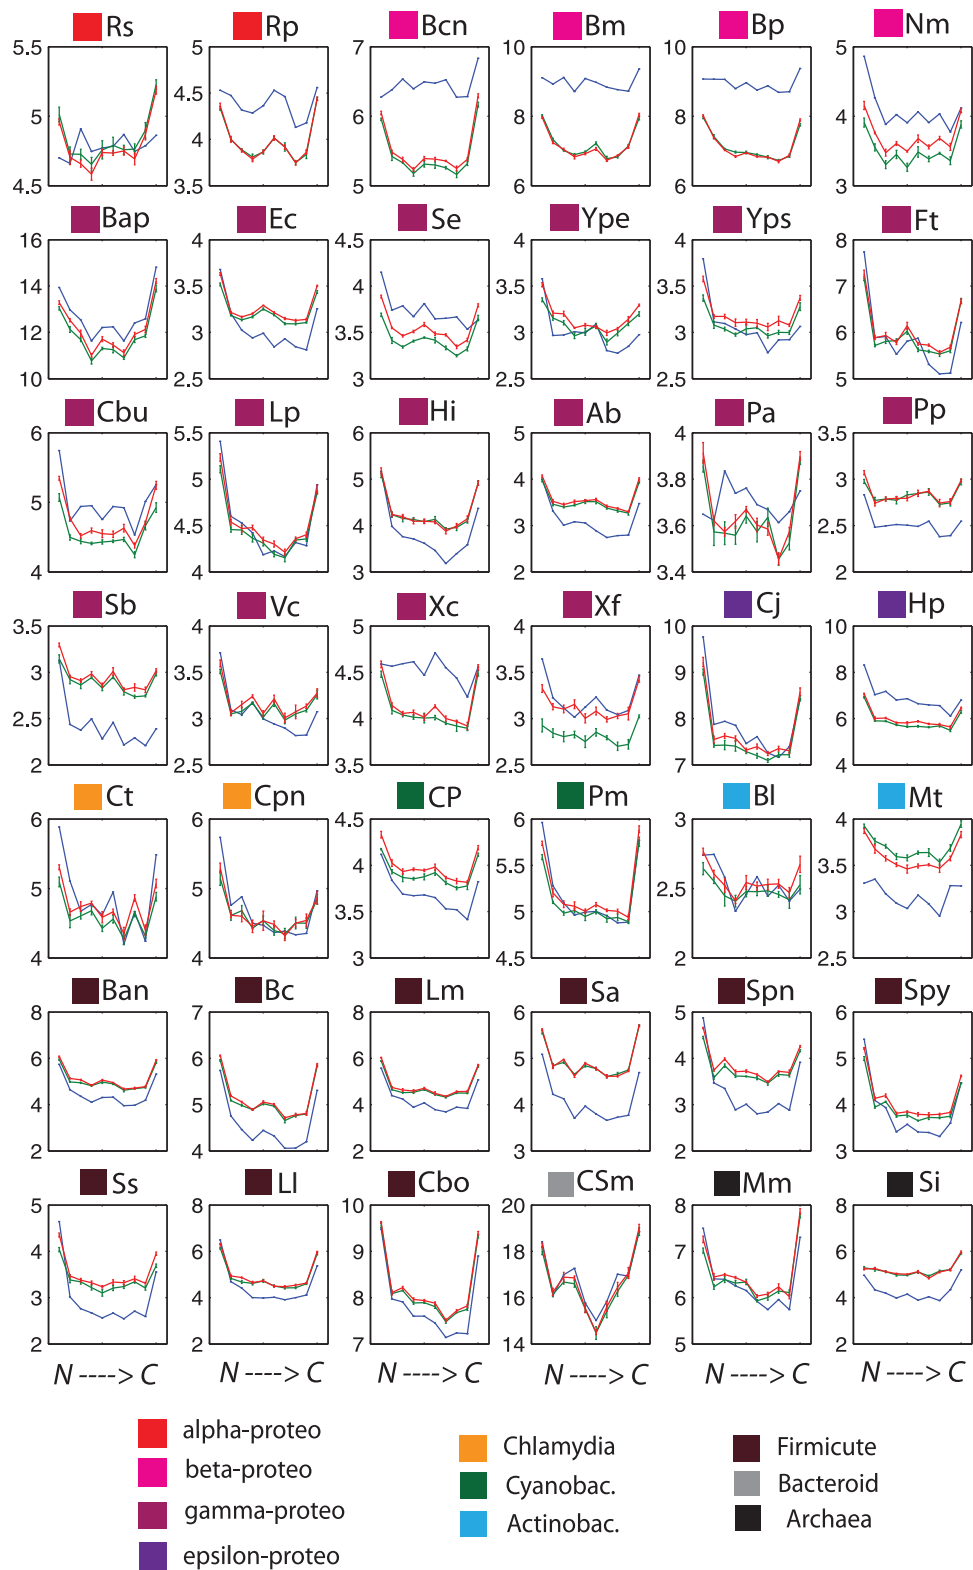 Rs Rp Bcn Bm Bp Nm
5.5 5 7 10 10 5
5 4.5 6 8 8 4
4.5 4 5 6 6 3
3.5
Bap Ec Se Ype Yps Ft
16 4 4.5 4 4 8
14 3.5 4 3.5 3.5 7
12 3 3.5 3 3 6
10 2.5 3 2.5 2.5 5
Cbu Lp Hi Ab Pa Pp
6 5.5 6 5 4 3.5
5 5 5 4 3.8 3
4 4.5 4 3 3.6 2.5
4 3 2 3.4 2
Sb Vc Xc Xf Cj Hp
3.5 4 5 4 10 10
3 3.5 4.5 3.5 9 8
2.5 3 4 3 8 6
2 2.5 3.5 2.5 7 4
Ct Cpn CP Pm Bl Mt
6 6 4.5 6 3 4
5 5 4 5.5 2.5 3.5
4 4 3.5 5 2 3
3 4.5 2.5
Ban Bc Lm Sa Spn Spy
8 7 8 6 5 6
6 6 6 5 4 5
4 5 4 4 3 4
2 4 2 3 2 3
Ss Ll Cbo CSm Mm Si
5 8 10 20 8 8
4 6 9 18 7 6
3 4 8 16 6 4
2 2 7 14 5 2
N ----> C N ----> C N ----> C N ----> C N ----> C N ----> C
alpha-proteo
beta-proteo
gamma-proteo
epsilon-proteo
Chlamydia
Cyanobac.
Actinobac.
Firmicute
Bacteroid
Archaea